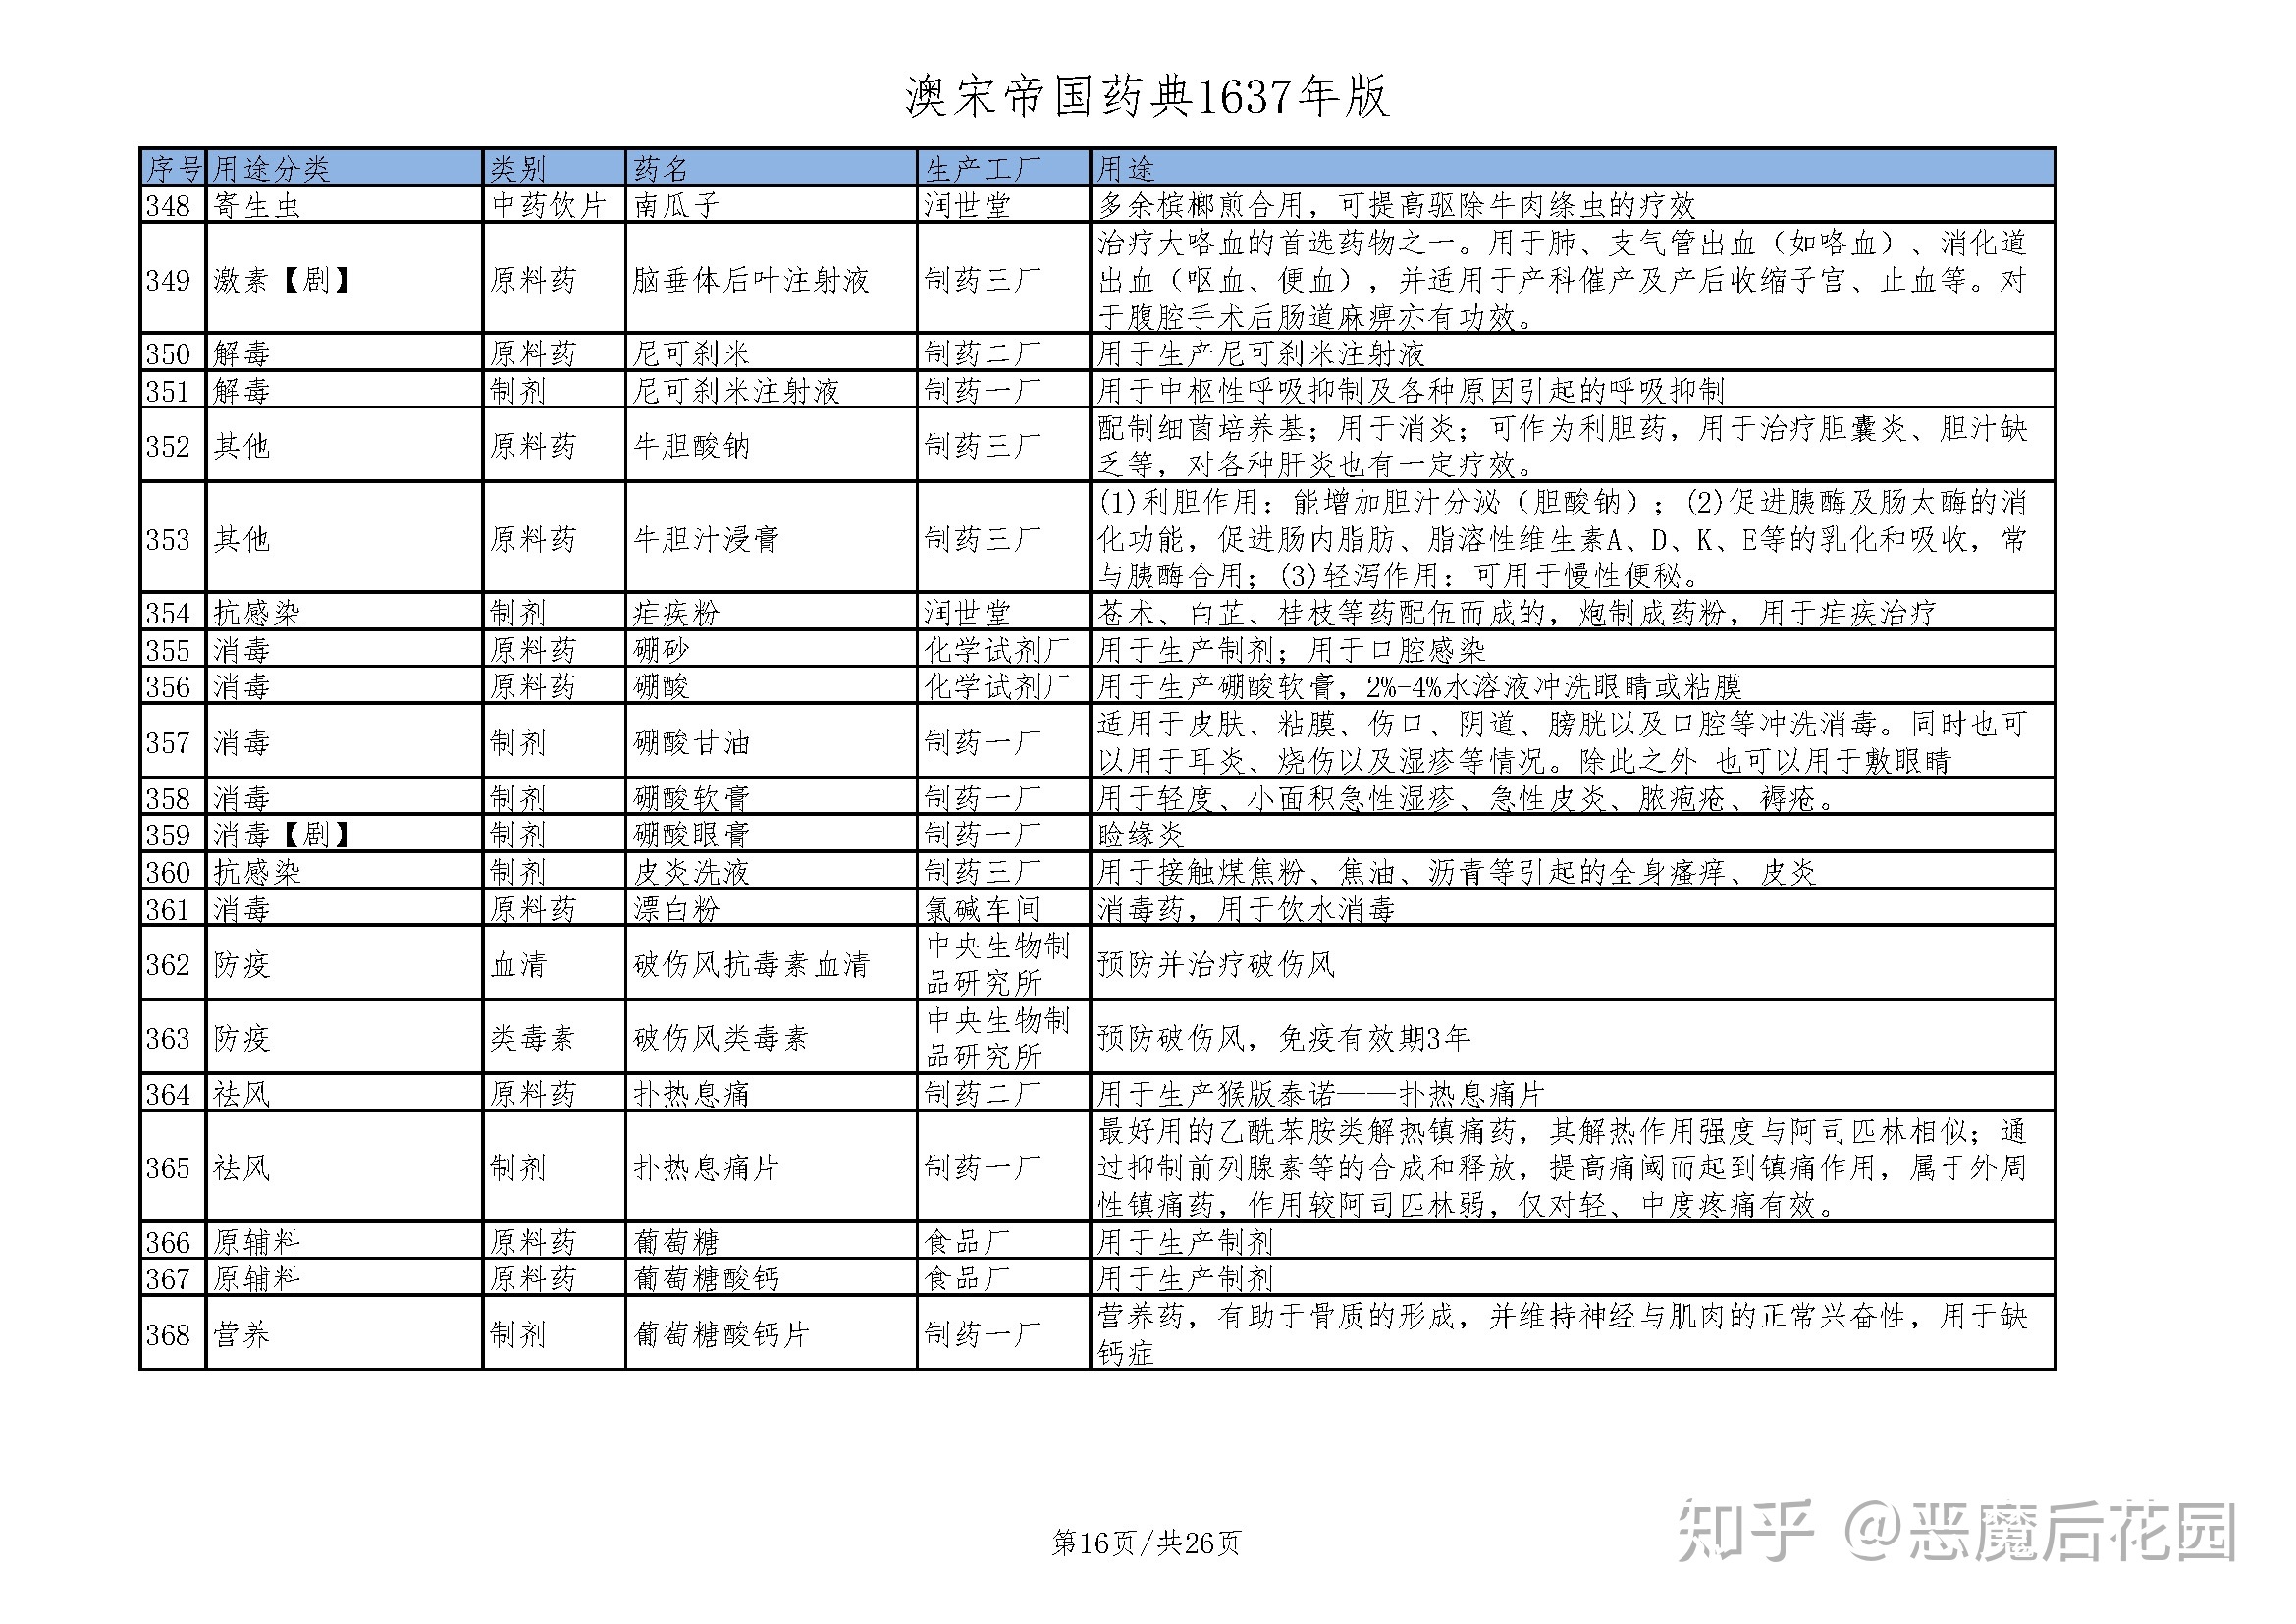 澳宋帝国药典1637年版
序号 用途分类 类别 药名 生产工厂 用途
348 寄生虫 中药饮片 南瓜子 润世堂 多余槟榔煎合用，可提高驱除牛肉绦虫的疗效
349 激素【剧】 原料药 脑垂体后叶注射液 制药三厂 治疗大咯血的首选药物之一。用于肺、支气管出血（如咯血）、消化道
出血（呕血、便血），并适用于产科催产及产后收缩子宫、止血等。对
于腹腔手术后肠道麻痹亦有功效。
350 解毒 原料药 尼可刹米 制药二厂 用于生产尼可刹米注射液
351 解毒 制剂 尼可刹米注射液 制药一厂 用于中枢性呼吸抑制及各种原因引起的呼吸抑制
352 其他 原料药 牛胆酸钠 制药三厂 配制细菌培养基；用于消炎；可作为利胆药，用于治疗胆囊炎、胆汁缺
乏等，对各种肝炎也有一定疗效。
353 其他 原料药 牛胆汁浸膏 制药三厂 (1)利胆作用：能增加胆汁分泌（胆酸钠）；(2)促进胰酶及肠太酶的消
化功能，促进肠内脂肪、脂溶性维生素A、D、K、E等的乳化和吸收，常
与胰酶合用；(3)轻泻作用：可用于慢性便秘。
354 抗感染 制剂 疟疾粉 润世堂 苍术、白芷、桂枝等药配伍而成的，炮制成药粉，用于疟疾治疗
355 消毒 原料药 硼砂 化学试剂厂 用于生产制剂；用于口腔感染
356 消毒 原料药 硼酸 化学试剂厂 用于生产硼酸软膏，2%-4%水溶液冲洗眼睛或粘膜
357 消毒 制剂 硼酸甘油 制药一厂 适用于皮肤、粘膜、伤口、阴道、膀胱以及口腔等冲洗消毒。同时也可
以用于耳炎、烧伤以及湿疹等情况。除此之外 也可以用于敷眼睛
358 消毒 制剂 硼酸软膏 制药一厂 用于轻度、小面积急性湿疹、急性皮炎、脓疱疮、褥疮。
359 消毒【剧】 制剂 硼酸眼膏 制药一厂 睑缘炎
360 抗感染 制剂 皮炎洗液 制药三厂 用于接触煤焦粉、焦油、沥青等引起的全身瘙痒、皮炎
361 消毒 原料药 漂白粉 氯碱车间 消毒药，用于饮水消毒
362 防疫 血清 破伤风抗毒素血清 中央生物制
品研究所 预防并治疗破伤风
363 防疫 类毒素 破伤风类毒素 中央生物制
品研究所 预防破伤风，免疫有效期3年
364 祛风 原料药 扑热息痛 制药二厂 用于生产猴版泰诺——扑热息痛片
365 祛风 制剂 扑热息痛片 制药一厂 最好用的乙酰苯胺类解热镇痛药，其解热作用强度与阿司匹林相似；通
过抑制前列腺素等的合成和释放，提高痛阈而起到镇痛作用，属于外周
性镇痛药，作用较阿司匹林弱，仅对轻、中度疼痛有效。
366 原辅料 原料药 葡萄糖 食品厂 用于生产制剂
367 原辅料 原料药 葡萄糖酸钙 食品厂 用于生产制剂
368 营养 制剂 葡萄糖酸钙片 制药一厂 营养药，有助于骨质的形成，并维持神经与肌肉的正常兴奋性，用于缺
钙症
第16页/共26页
知乎 @恶魔后花园